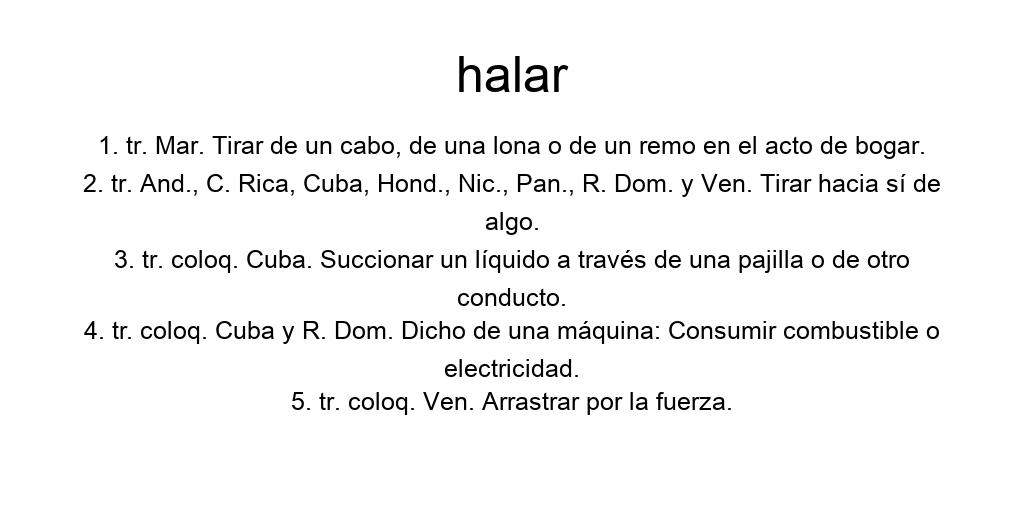 halar
1. tr. Mar. Tirar de un cabo, de una lona o de un remo en el acto de bogar.
2. tr. And., C. Rica, Cuba, Hond., Nic., Pan., R. Dom. y Ven. Tirar hacia sí de
algo.
3. tr. coloq. Cuba. Succionar un líquido a través de una pajilla o de otro
conducto.
4. tr. coloq. Cuba y R. Dom. Dicho de una máquina: Consumir combustible o
electricidad.
5. tr. coloq. Ven. Arrastrar por la fuerza.